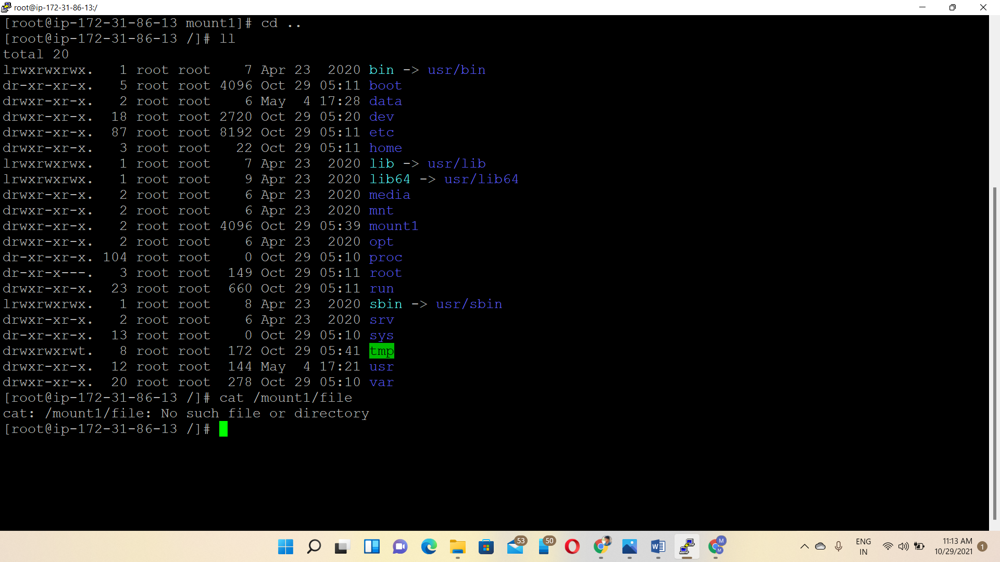 root@ip-172-31-86-13:/
[root@ip-172-31-86-13 mount1]# cd ..
[root@ip-172-31-86-13 /]# ll
total 20
lrwxrwxrwx.   1 root root    7 Apr 23  2020 bin -> usr/bin
dr-xr-xr-x.   5 root root 4096 Oct 29 05:11 boot
drwxr-xr-x.   2 root root    6 May  4 17:28 data
drwxr-xr-x.  18 root root 2720 Oct 29 05:20 dev
drwxr-xr-x.  87 root root 8192 Oct 29 05:11 etc
drwxr-xr-x.   3 root root   22 Oct 29 05:11 home
lrwxrwxrwx.   1 root root    7 Apr 23  2020 lib -> usr/lib
lrwxrwxrwx.   1 root root    9 Apr 23  2020 lib64 -> usr/lib64
drwxr-xr-x.   2 root root    6 Apr 23  2020 media
drwxr-xr-x.   2 root root    6 Apr 23  2020 mnt
drwxr-xr-x.   2 root root 4096 Oct 29 05:39 mount1
drwxr-xr-x.   2 root root    6 Apr 23  2020 opt
dr-xr-xr-x. 104 root root    0 Oct 29 05:10 proc
dr-xr-x---.   3 root root  149 Oct 29 05:11 root
drwxr-xr-x.  23 root root  660 Oct 29 05:11 run
lrwxrwxrwx.   1 root root    8 Apr 23  2020 sbin -> usr/sbin
drwxr-xr-x.   2 root root    6 Apr 23  2020 srv
dr-xr-xr-x.  13 root root    0 Oct 29 05:10 sys
drwxrwxrwt.   8 root root  172 Oct 29 05:41 tmp
drwxr-xr-x.  12 root root  144 May  4 17:21 usr
drwxr-xr-x.  20 root root  278 Oct 29 05:10 var
[root@ip-172-31-86-13 /]# cat /mount1/file
cat: /mount1/file: No such file or directory
[root@ip-172-31-86-13 /]#
53
50
M
M
W
ENG
IN
11:13 AM
10/29/2021
1